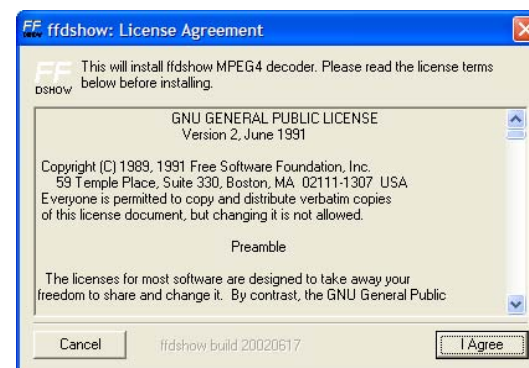 FF
DSHOW
ffdshow: License Agreement
FF
DSHOW
This will install ffdshow MPEG4 decoder. Please read the license terms
below before installing.
GNU GENERAL PUBLIC LICENSE
Version 2, June 1991
Copyright (C) 1989, 1991 Free Software Foundation, Inc.
59 Temple Place, Suite 330, Boston, MA 02111-1307 USA
Everyone is permitted to copy and distribute verbatim copies
of this license document, but changing it is not allowed.
Preamble
The licenses for most software are designed to take away your
freedom to share and change it. By contrast, the GNU General Public
Cancel
ffdshow build 20020617
I Agree